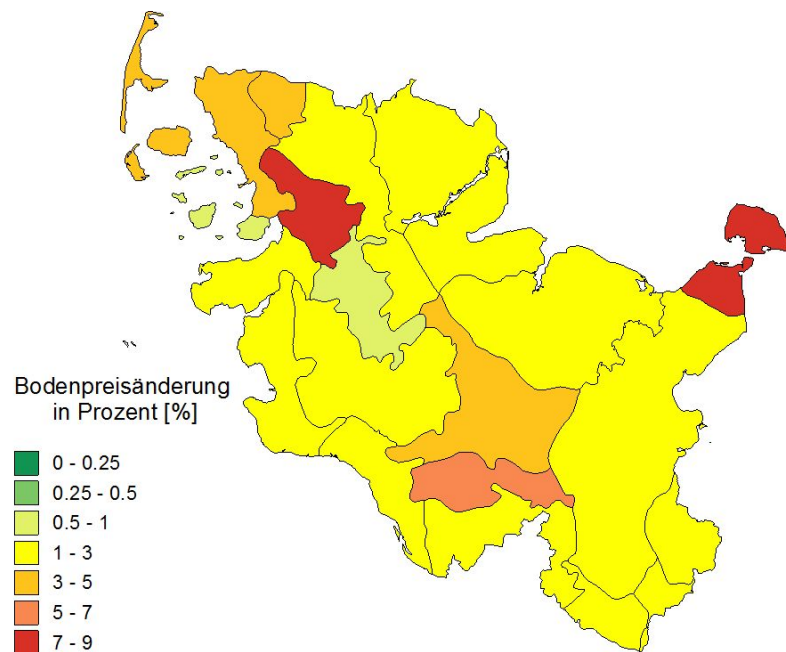 Bodenpreisänderung
in Prozent [%]
0 - 0.25
0.25 - 0.5
0.5 - 1
1 - 3
3 - 5
5 - 7
7 - 9